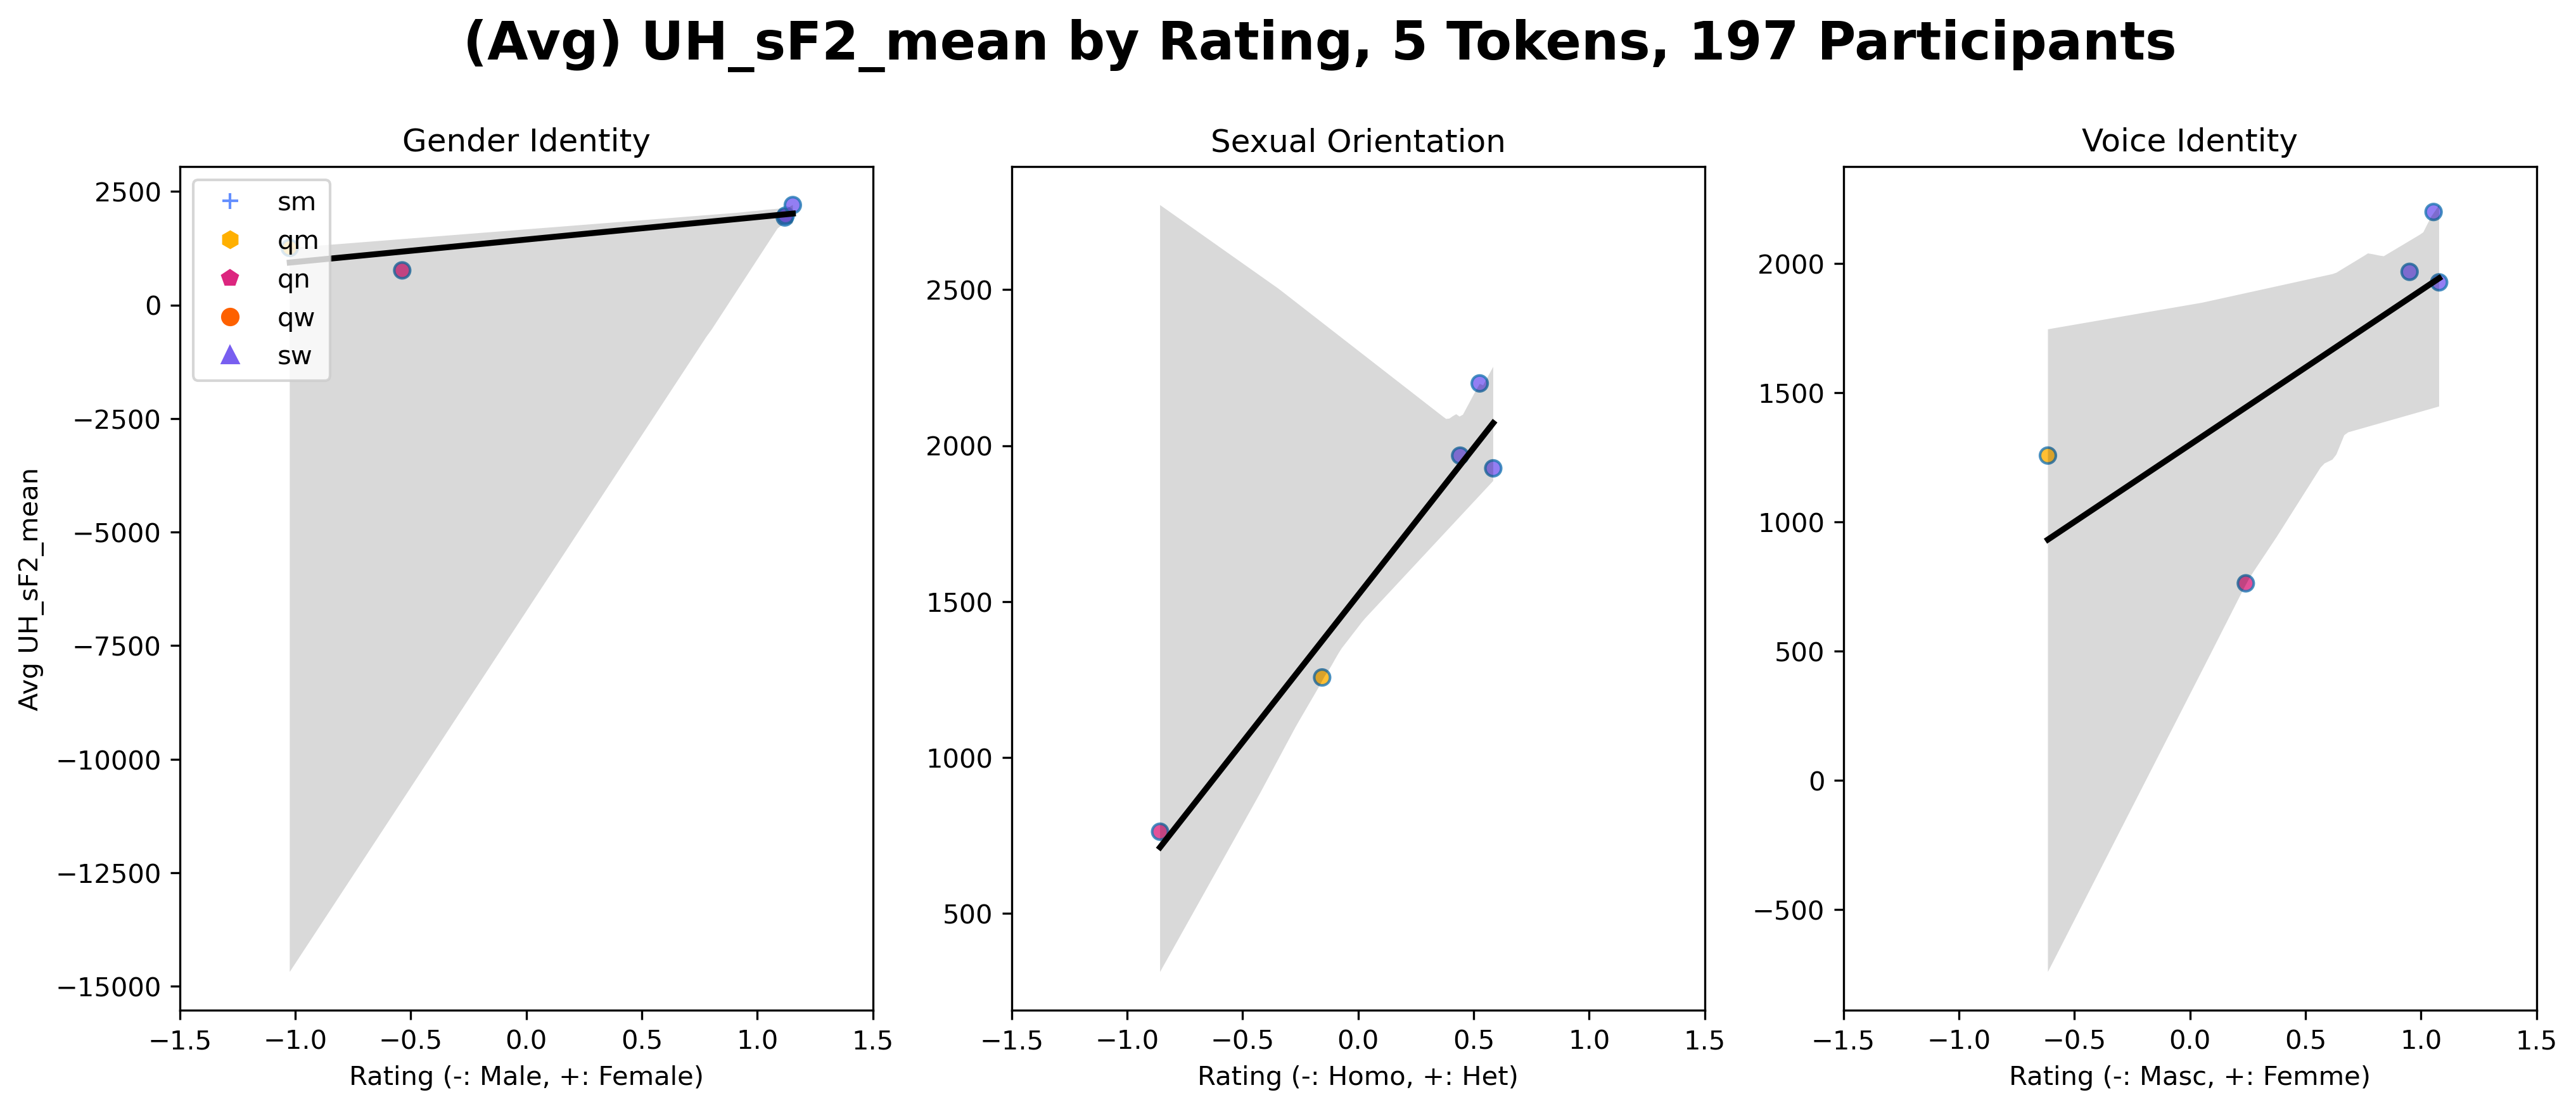 (Avg) UH_sF2_mean by Rating, 5 Tokens, 197 Participants
Gender Identity
sm
qm
qn
qw
sw
2500
0
−2500
−5000
−7500
−10000
−12500
−15000
Avg UH_sF2_mean
−1.5 −1.0 −0.5 0.0 0.5 1.0 1.5
Rating (-: Male, +: Female)
Sexual Orientation
2500
2000
1500
1000
500
−1.5 −1.0 −0.5 0.0 0.5 1.0 1.5
Rating (-: Homo, +: Het)
Voice Identity
2000
1500
1000
500
0
−500
−1.5 −1.0 −0.5 0.0 0.5 1.0 1.5
Rating (-: Masc, +: Femme)